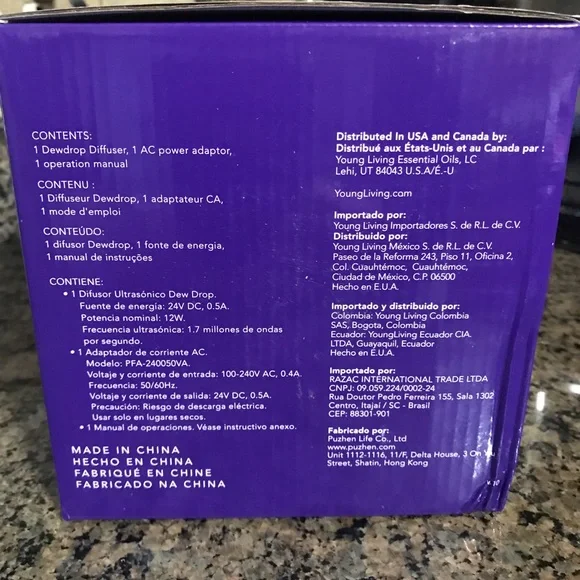 CONTENTS:
1 Dewdrop Diffuser, 1 AC power adaptor,
1 operation manual
CONTENU :
1 Diffuseur Dewdrop, 1 adaptateur CA,
1 mode d'emploi
CONTEÚDO:
1 difusor Dewdrop, 1 fonte de energia,
1 manual de instruções
CONTIENE:
• 1 Difusor Ultrasónico Dew Drop.
Fuente de energía: 24V DC, 0.5A.
Potencia nominal: 12W.
Frecuencia ultrasónica: 1.7 millones de ondas
por segundo.
• 1 Adaptador de corriente AC.
Modelo: PFA-240050VA.
Voltaje y corriente de entrada: 100-240V AC, 0.4A.
Frecuencia: 50/60Hz.
Voltaje y corriente de salida: 24V DC, 0.5A.
Precaución: Riesgo de descarga eléctrica.
Usar solo en lugares secos.
• 1 Manual de operaciones. Véase instructivo anexo.
MADE IN CHINA
HECHO EN CHINA
FABRIQUÉ EN CHINE
FABRICADO NA CHINA
Distributed In USA and Canada by:
Distribué aux États-Unis et au Canada par :
Young Living Essential Oils, LC
Lehi, UT 84043 U.S.A/É.-U
YoungLiving.com
Importado por:
Young Living Importadores S. de R.L. de C.V.
Distribuido por:
Young Living México S. de R.L. de C.V.
Paseo de la Reforma 243, Piso 11, Oficina 2,
Col. Cuauhtémoc, Cuauhtémoc,
Ciudad de México, C.P. 06500
Hecho en E.U.A.
Importado y distribuido por:
Colombia: Young Living Colombia
SAS, Bogota, Colombia
Ecuador: YoungLiving Ecuador CIA.
LTDA, Guayaquil, Ecuador
Hecho en E.U.A.
Importado por:
RAZAC INTERNATIONAL TRADE LTDA
CNPJ: 09.059.224/0002-24
Rua Doutor Pedro Ferreira 155, Sala 1302
Centro, Itajaí / SC - Brasil
CEP: 88301-901
Fabricado por:
Puzhen Life Co., Ltd
www.puzhen.com
Unit 1112-1116, 11/F, Delta House, 3 On
Street, Shatin, Hong Kong